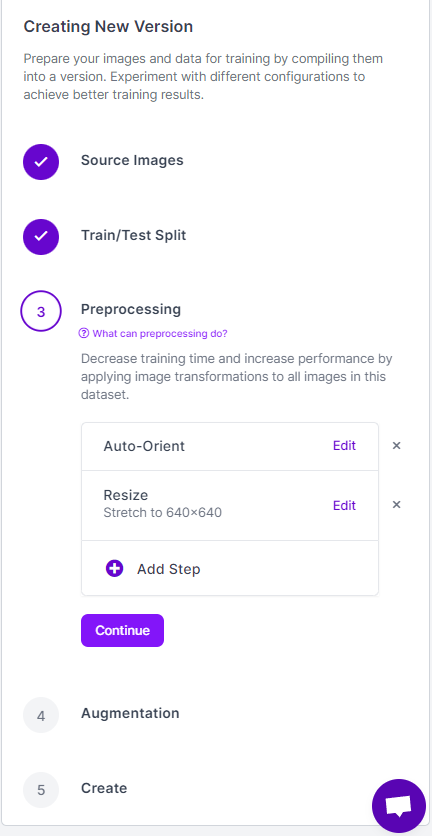 Creating New Version
Prepare your images and data for training by compiling them
into a version. Experiment with different configurations to
achieve better training results.
Source Images
Train/Test Split
3
Preprocessing
? What can preprocessing do?
Decrease training time and increase performance by
applying image transformations to all images in this
dataset.
Auto-Orient
Edit
×
Resize
Stretch to 640×640
Edit
×
Add Step
Continue
4
Augmentation
5
Create